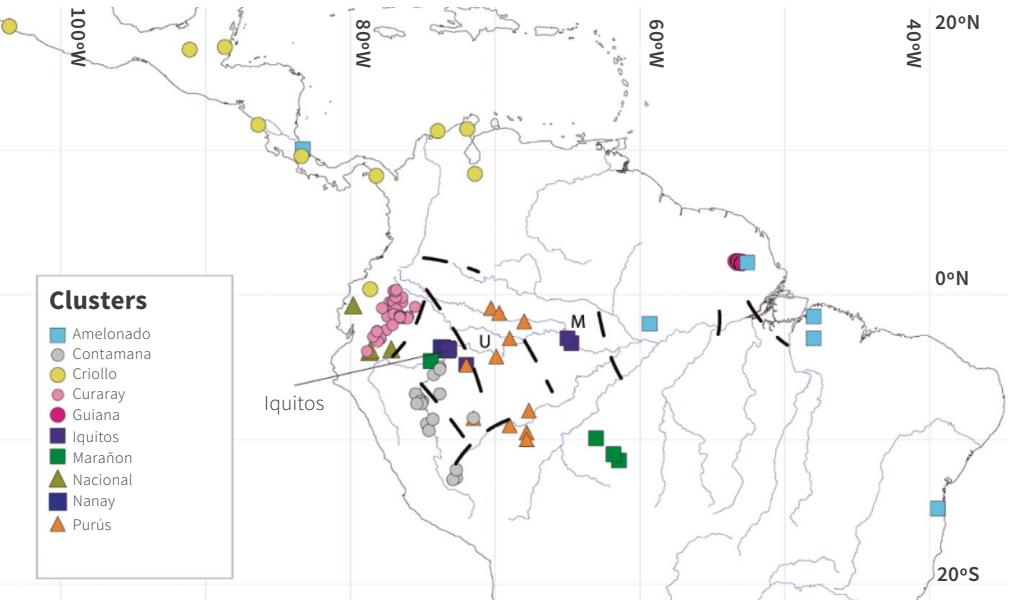 100ºW
80ºW
60ºW
40ºW
20ºN
0ºN
20ºS
M
U
Iquitos
Clusters
Amelonado
Contamana
Criollo
Curaray
Guiana
Iquitos
Marañon
Nacional
Nanay
Purús